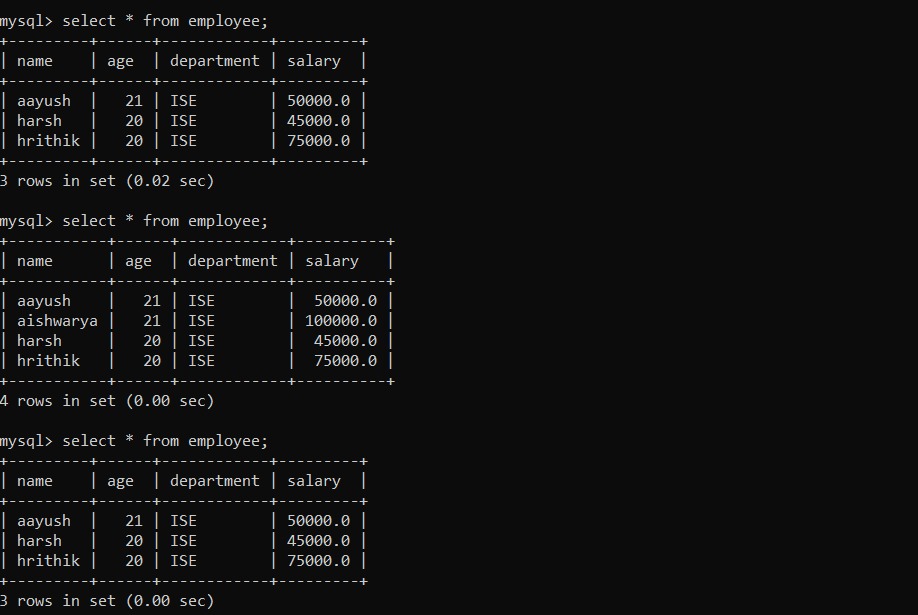 mysql> select * from employee;
+---------+------+------------+---------+
| name    | age  | department | salary  |
+---------+------+------------+---------+
| aayush  |   21 | ISE        | 50000.0 |
| harsh   |   20 | ISE        | 45000.0 |
| hrithik |   20 | ISE        | 75000.0 |
+---------+------+------------+---------+
3 rows in set (0.02 sec)

mysql> select * from employee;
+-----------+------+------------+----------+
| name      | age  | department | salary   |
+-----------+------+------------+----------+
| aayush    |   21 | ISE        |  50000.0 |
| aishwarya |   21 | ISE        | 100000.0 |
| harsh     |   20 | ISE        |  45000.0 |
| hrithik   |   20 | ISE        |  75000.0 |
+-----------+------+------------+----------+
4 rows in set (0.00 sec)

mysql> select * from employee;
+---------+------+------------+---------+
| name    | age  | department | salary  |
+---------+------+------------+---------+
| aayush  |   21 | ISE        | 50000.0 |
| harsh   |   20 | ISE        | 45000.0 |
| hrithik |   20 | ISE        | 75000.0 |
+---------+------+------------+---------+
3 rows in set (0.00 sec)